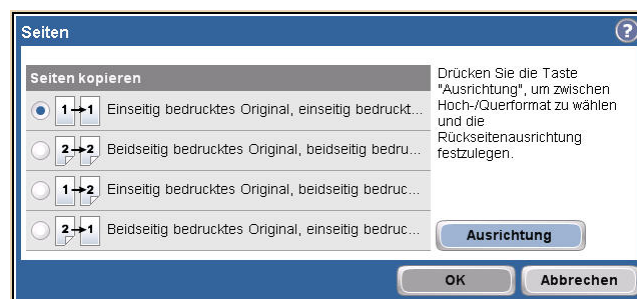 Seiten
?
Seiten kopieren
1→1 Einseitig bedrucktes Original, einseitig bedruckt...
2→2 Beidseitig bedrucktes Original, beidseitig bedru...
1→2 Einseitig bedrucktes Original, beidseitig bedruc...
2→1 Beidseitig bedrucktes Original, einseitig bedruc...
Drücken Sie die Taste
"Ausrichtung", um zwischen
Hoch-/Querformat zu wählen
und die
Rückseitenausrichtung
festzulegen.
Ausrichtung
OK
Abbrechen